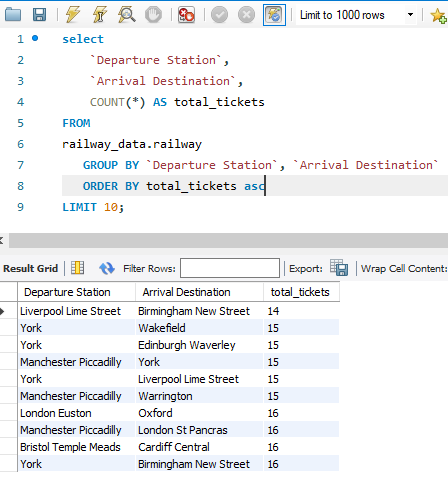 Limit to 1000 rows
1 select
2 `Departure Station`,
3 `Arrival Destination`,
4 COUNT(*) AS total_tickets
5 FROM
6 railway_data.railway
7 GROUP BY `Departure Station`, `Arrival Destination`
8 ORDER BY total_tickets asc
9 LIMIT 10;
Result Grid Filter Rows: Export: Wrap Cell Content:
Departure Station Arrival Destination total_tickets
Liverpool Lime Street Birmingham New Street 14
York Wakefield 15
York Edinburgh Waverley 15
Manchester Piccadilly York 15
York Liverpool Lime Street 15
Manchester Piccadilly Warrington 15
London Euston Oxford 16
Manchester Piccadilly London St Pancras 16
Bristol Temple Meads Cardiff Central 16
York Birmingham New Street 16